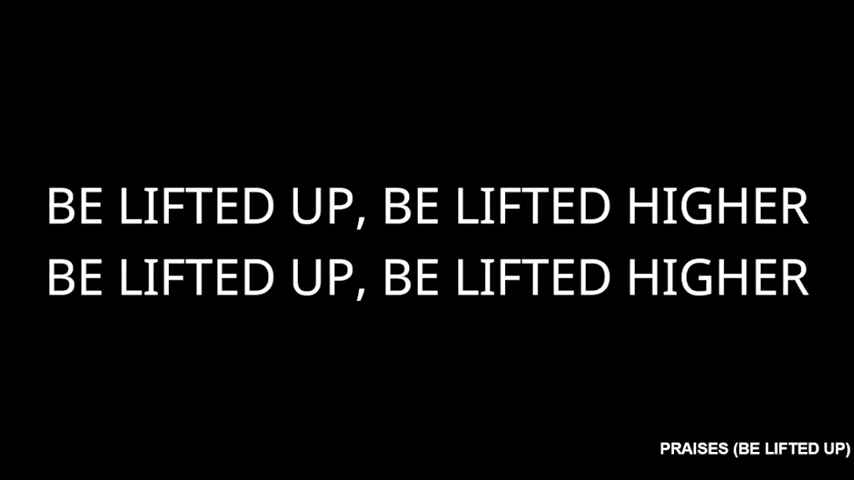 BE LIFTED UP, BE LIFTED HIGHER
BE LIFTED UP, BE LIFTED HIGHER
PRAISES (BE LIFTED UP)